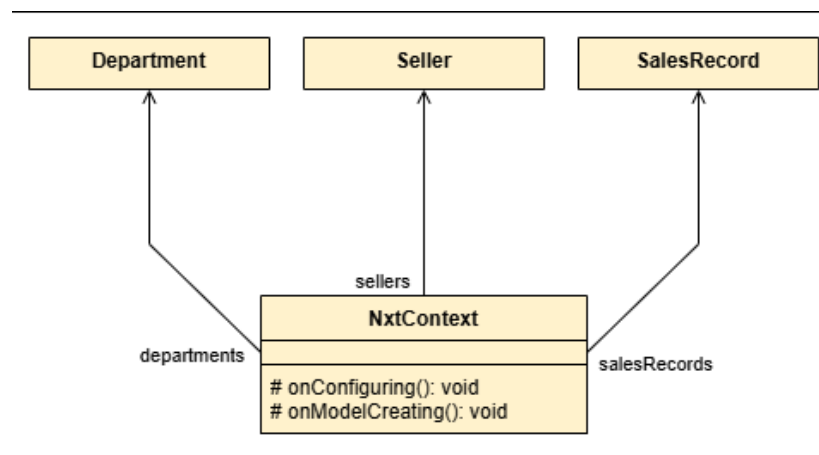 Department
Seller
SalesRecord
sellers
NxtContext
departments
salesRecords
# onConfiguring(): void
# onModelCreating(): void